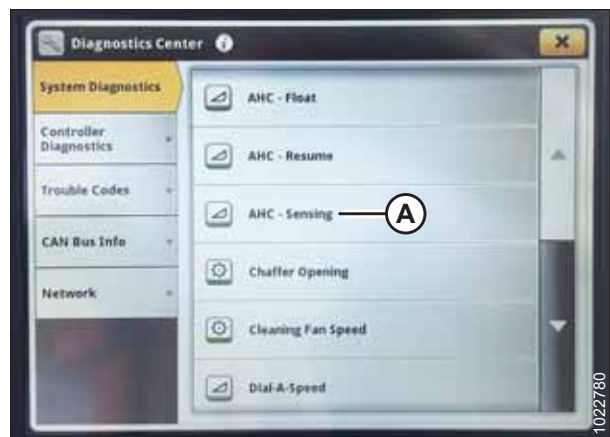 Diagnostics Center
System Diagnostics
Controller
Diagnostics
Trouble Codes
CAN Bus Info
Network
AHC - Float
AHC - Resume
AHC - Sensing
A
Chaffer Opening
Cleaning Fan Speed
Dial-A-Speed
1022780